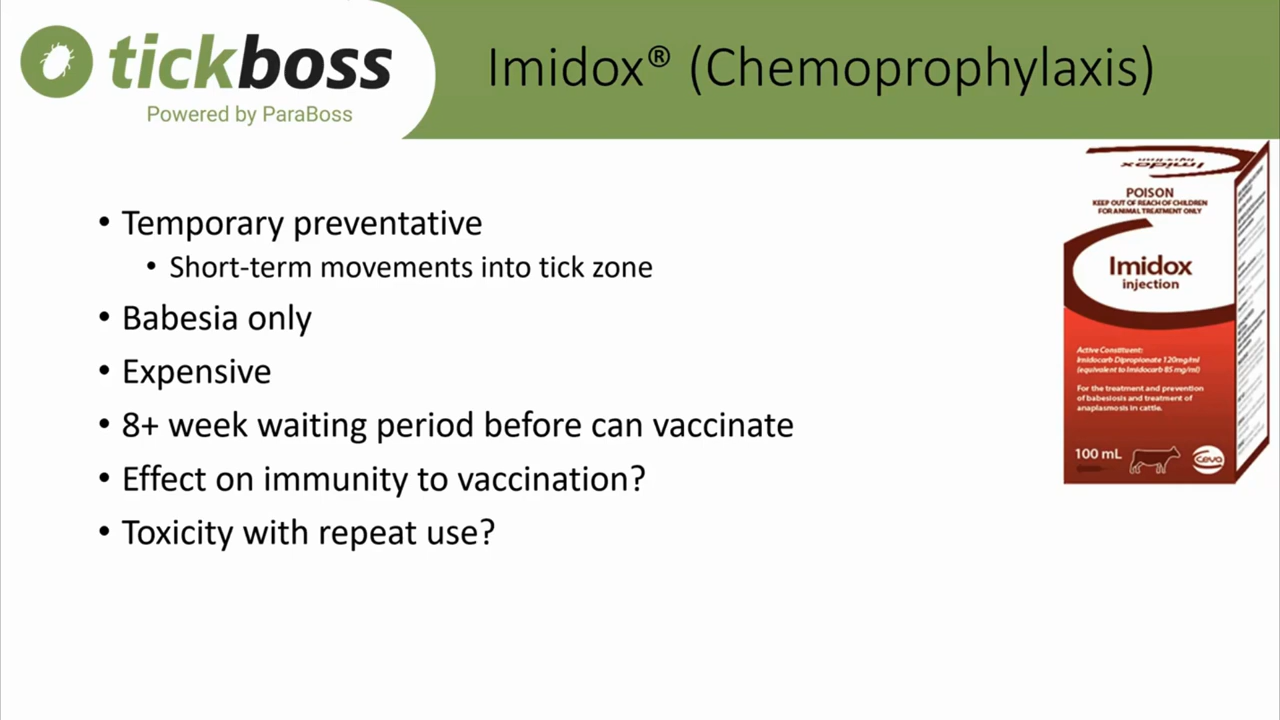 tickboss
Powered by ParaBoss
Imidox® (Chemoprophylaxis)
• Temporary preventative
• Short-term movements into tick zone
• Babesia only
• Expensive
• 8+ week waiting period before can vaccinate
• Effect on immunity to vaccination?
• Toxicity with repeat use?
Imidox
POISON
KEEP OUT OF REACH OF CHILDREN
FOR ANIMAL TREATMENT ONLY
Imidox
injection
Active Constituent:
Imidocarb Dipropionate 120mg/ml
(equivalent to Imidocarb 85 mg/ml)
For the treatment and prevention
of babesiosis and treatment of
anaplasmosis in cattle.
100 mL
ceva